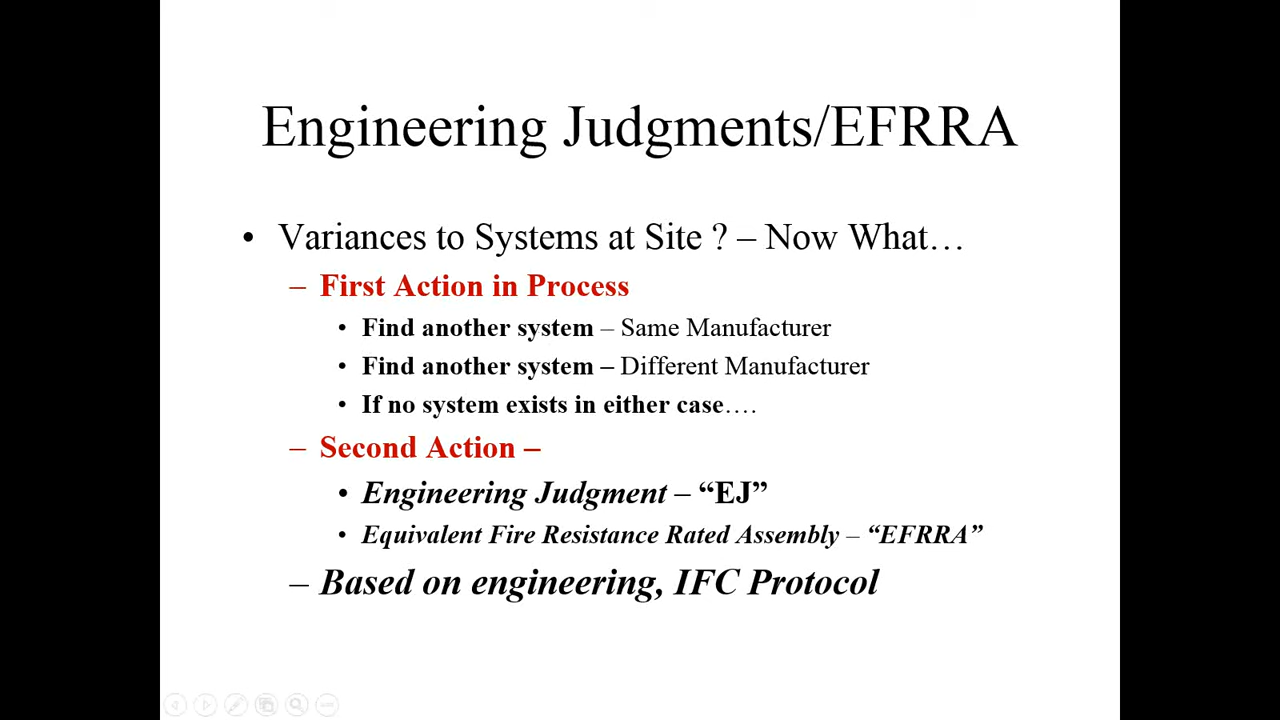 Engineering Judgments/EFRRA
• Variances to Systems at Site ? – Now What…
– First Action in Process
• Find another system – Same Manufacturer
• Find another system – Different Manufacturer
• If no system exists in either case….
– Second Action –
• Engineering Judgment – “EJ”
• Equivalent Fire Resistance Rated Assembly – “EFRRA”
– Based on engineering, IFC Protocol